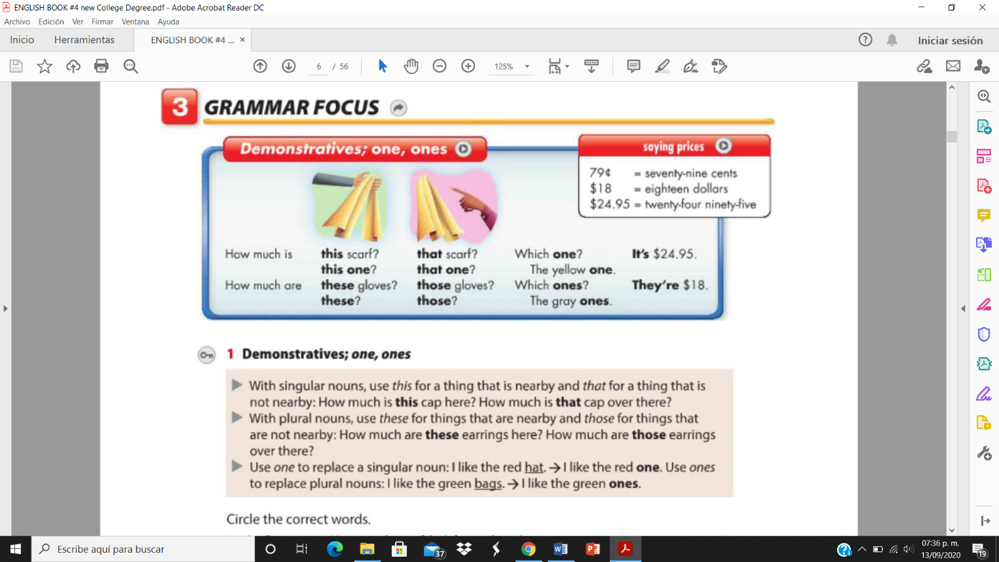 ENGLISH BOOK #4 new College Degree.pdf - Adobe Acrobat Reader DC
Archivo Edición Ver Firmar Ventana Ayuda
Inicio Herramientas ENGLISH BOOK #4 ... × Iniciar sesión
6 / 56 125%
3 GRAMMAR FOCUS
Demonstratives; one, ones
saying prices
79¢ = seventy-nine cents
$18 = eighteen dollars
$24.95 = twenty-four ninety-five
How much is this scarf? that scarf? Which one? It's $24.95.
this one? that one? The yellow one.
How much are these gloves? those gloves? Which ones? They're $18.
these? those? The gray ones.
1 Demonstratives; one, ones
With singular nouns, use this for a thing that is nearby and that for a thing that is
not nearby: How much is this cap here? How much is that cap over there?
With plural nouns, use these for things that are nearby and those for things that
are not nearby: How much are these earrings here? How much are those earrings
over there?
Use one to replace a singular noun: I like the red hat. → I like the red one. Use ones
to replace plural nouns: I like the green bags. → I like the green ones.
Circle the correct words.
Escribe aquí para buscar
37
07:36 p. m.
13/09/2020
19